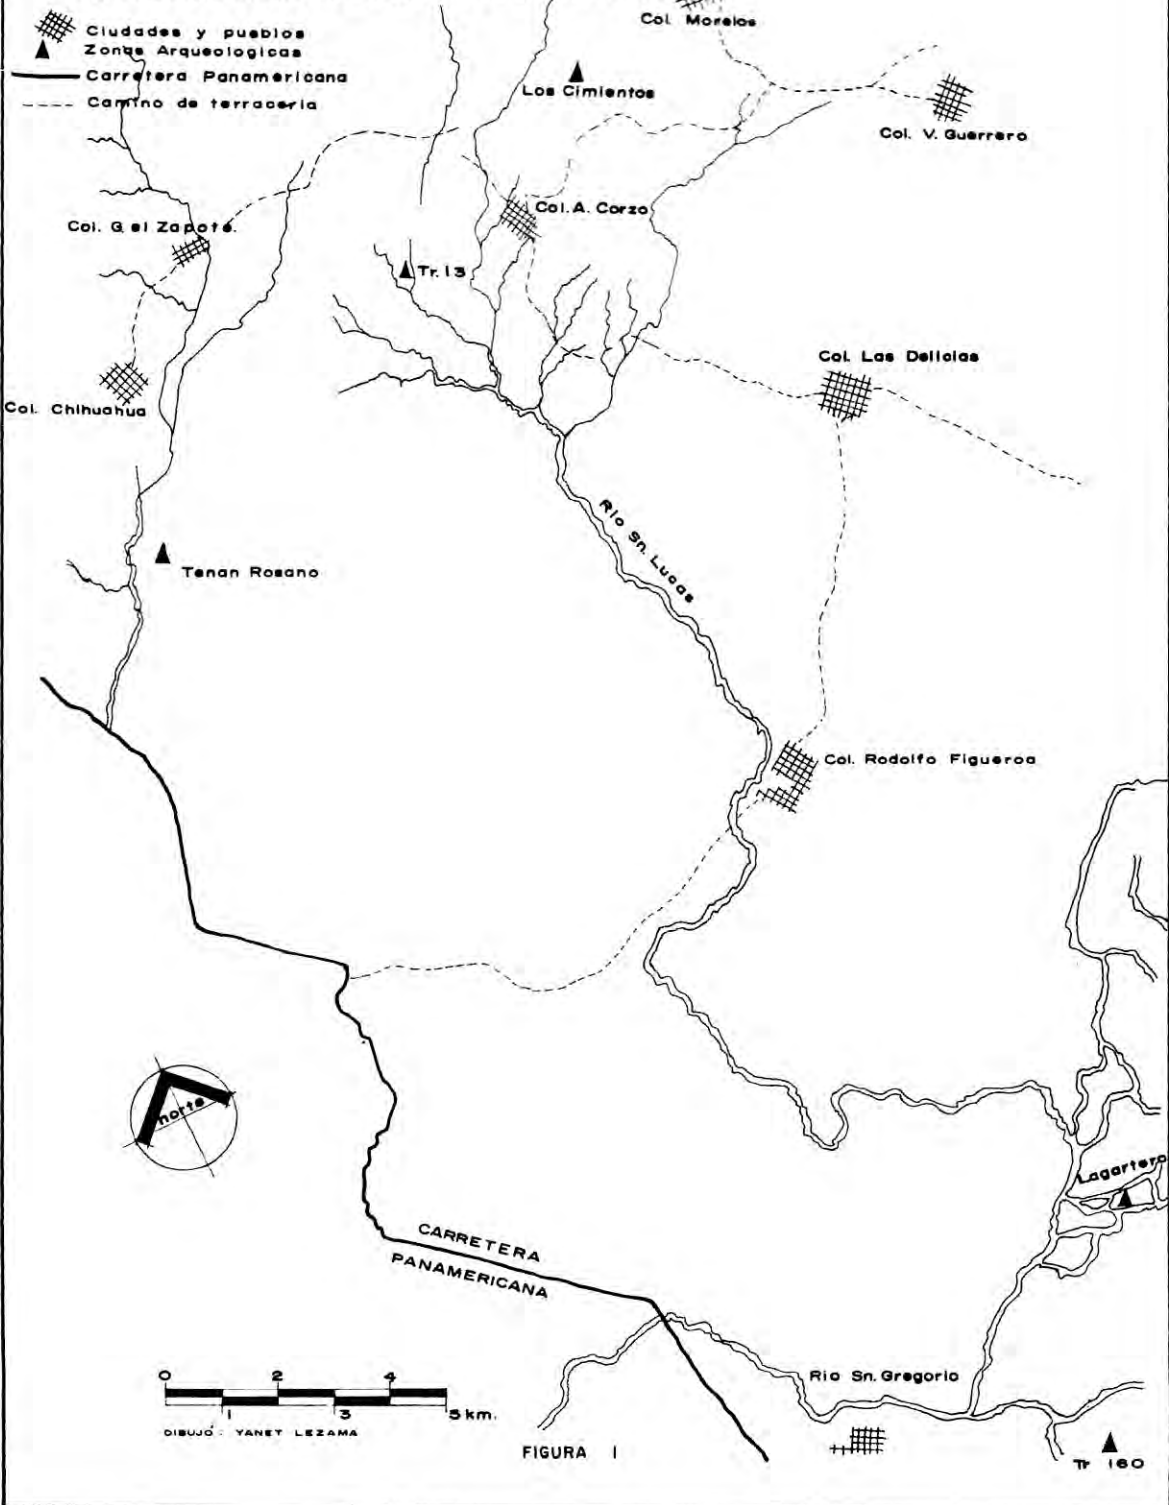 Ciudades y pueblos
Zonas Arqueologicas
Carretera Panamericana
Camino de terraceria
Col. Morelos
Los Cimientos
Col. V. Guerrero
Col. A. Corzo
Col. G. el Zapote.
Tr. 13
Col. Las Delicias
Col. Chihuahua
Rio Sn. Lucas
Tenan Rosano
Col. Rodolfo Figueroa
norte
Lagartero
CARRETERA
PANAMERICANA
0 2 4
1 3 5 km.
DIBUJO : YANET LEZAMA
Rio Sn. Gregorio
FIGURA 1
Tr 160